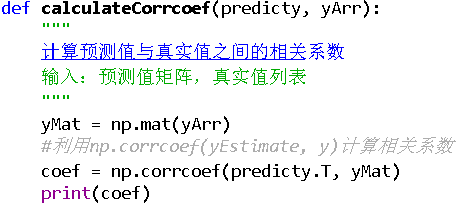 def calculateCorrcoef(predicty, yArr):
    """
    计算预测值与真实值之间的相关系数
    输入：预测值矩阵，真实值列表
    """
    yMat = np.mat(yArr)
    #利用np.corrcoef(yEstimate, y)计算相关系数
    coef = np.corrcoef(predicty.T, yMat)
    print(coef)